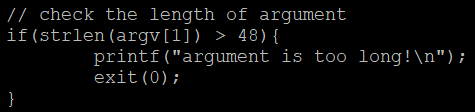 // check the length of argument
if(strlen(argv[1]) > 48){
        printf("argument is too long!\n");
        exit(0);
}